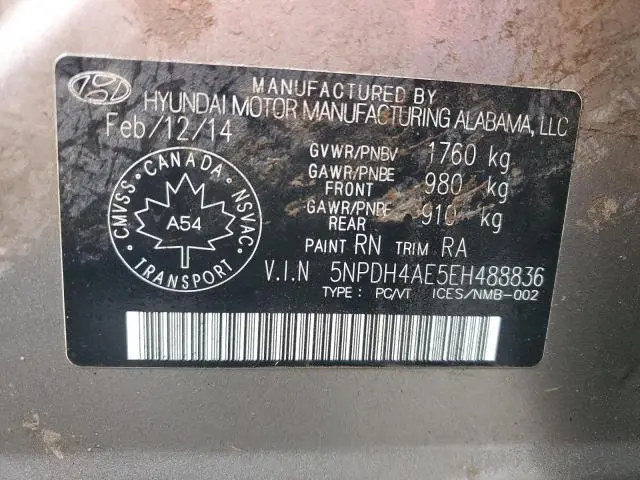 MANUFACTURED BY
HYUNDAI MOTOR MANUFACTURING ALABAMA, LLC
Feb/12/14
GVWR/PNBV 1760 kg
GAWR/PNBE FRONT 980 kg
GAWR/PNBE REAR 910 kg
PAINT RN TRIM RA
V.I.N 5NPDH4AE5EH488836
TYPE : PC/VT ICES/NMB-002
CMVSS · CANADA · NSVAC
A54
TRANSPORT